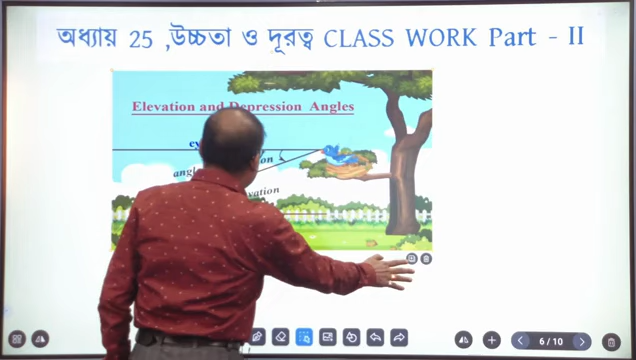 অধ্যায় 25 ,উচ্চতা ও দূরত্ব CLASS WORK Part - II
Elevation and Depression Angles
6/10